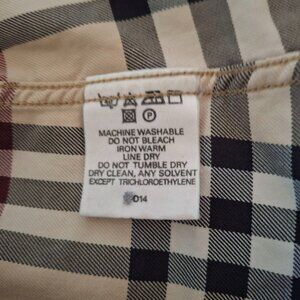 P
MACHINE WASHABLE
DO NOT BLEACH
IRON WARM
LINE DRY
DO NOT TUMBLE DRY
DRY CLEAN, ANY SOLVENT
EXCEPT TRICHLOROETHYLENE
014